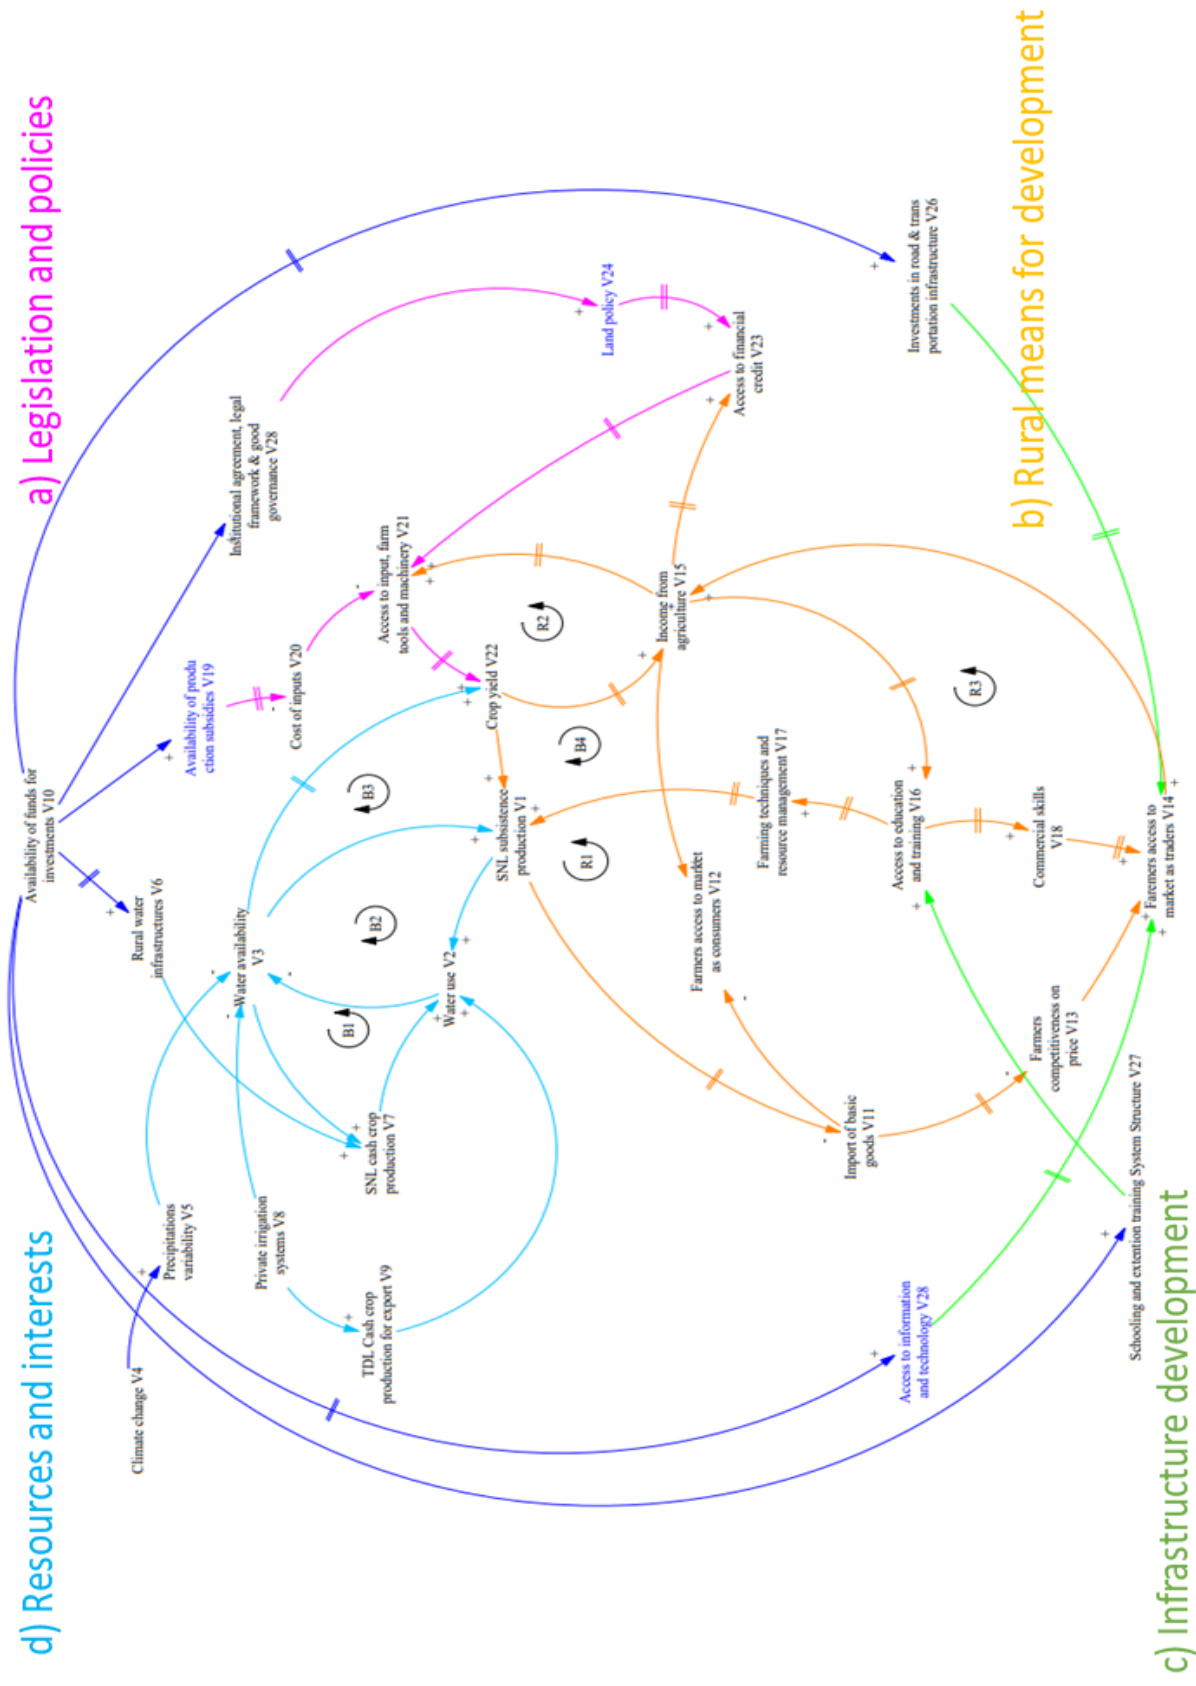 d) Resources and interests
a) Legislation and policies
Availability of funds for
investments V10
Climate change V4
Precipitations
variability V5
Rural water
infrastructures V6
Availability of produ
ction subsidies V19
Institutional agreement, legal
framework & good
governance V28
Private irrigation
systems V8
Water availability
V3
Cost of inputs V20
TDL Cash crop
production for export V9
SNL cash crop
production V7
B1
B2
B3
Access to input, farm
tools and machinery V21
Water use V2
SNL subsistence
production V1
Crop yield V22
R1
B4
R2
Land policy V24
Income from
agriculture V15
Access to financial
credit V23
Farmers access to market
as consumers V12
Farming techniques and
resource management V17
Import of basic
goods V11
Access to information
and technology V28
Access to education
and training V16
R3
Investments in road & trans
portation infrastructure V26
Farmers
competitiveness on
price V13
Commercial skills
V18
Schooling and extention training System Structure V27
Faremers access to
market as traders V14
c) Infrastructure development
b) Rural means for development